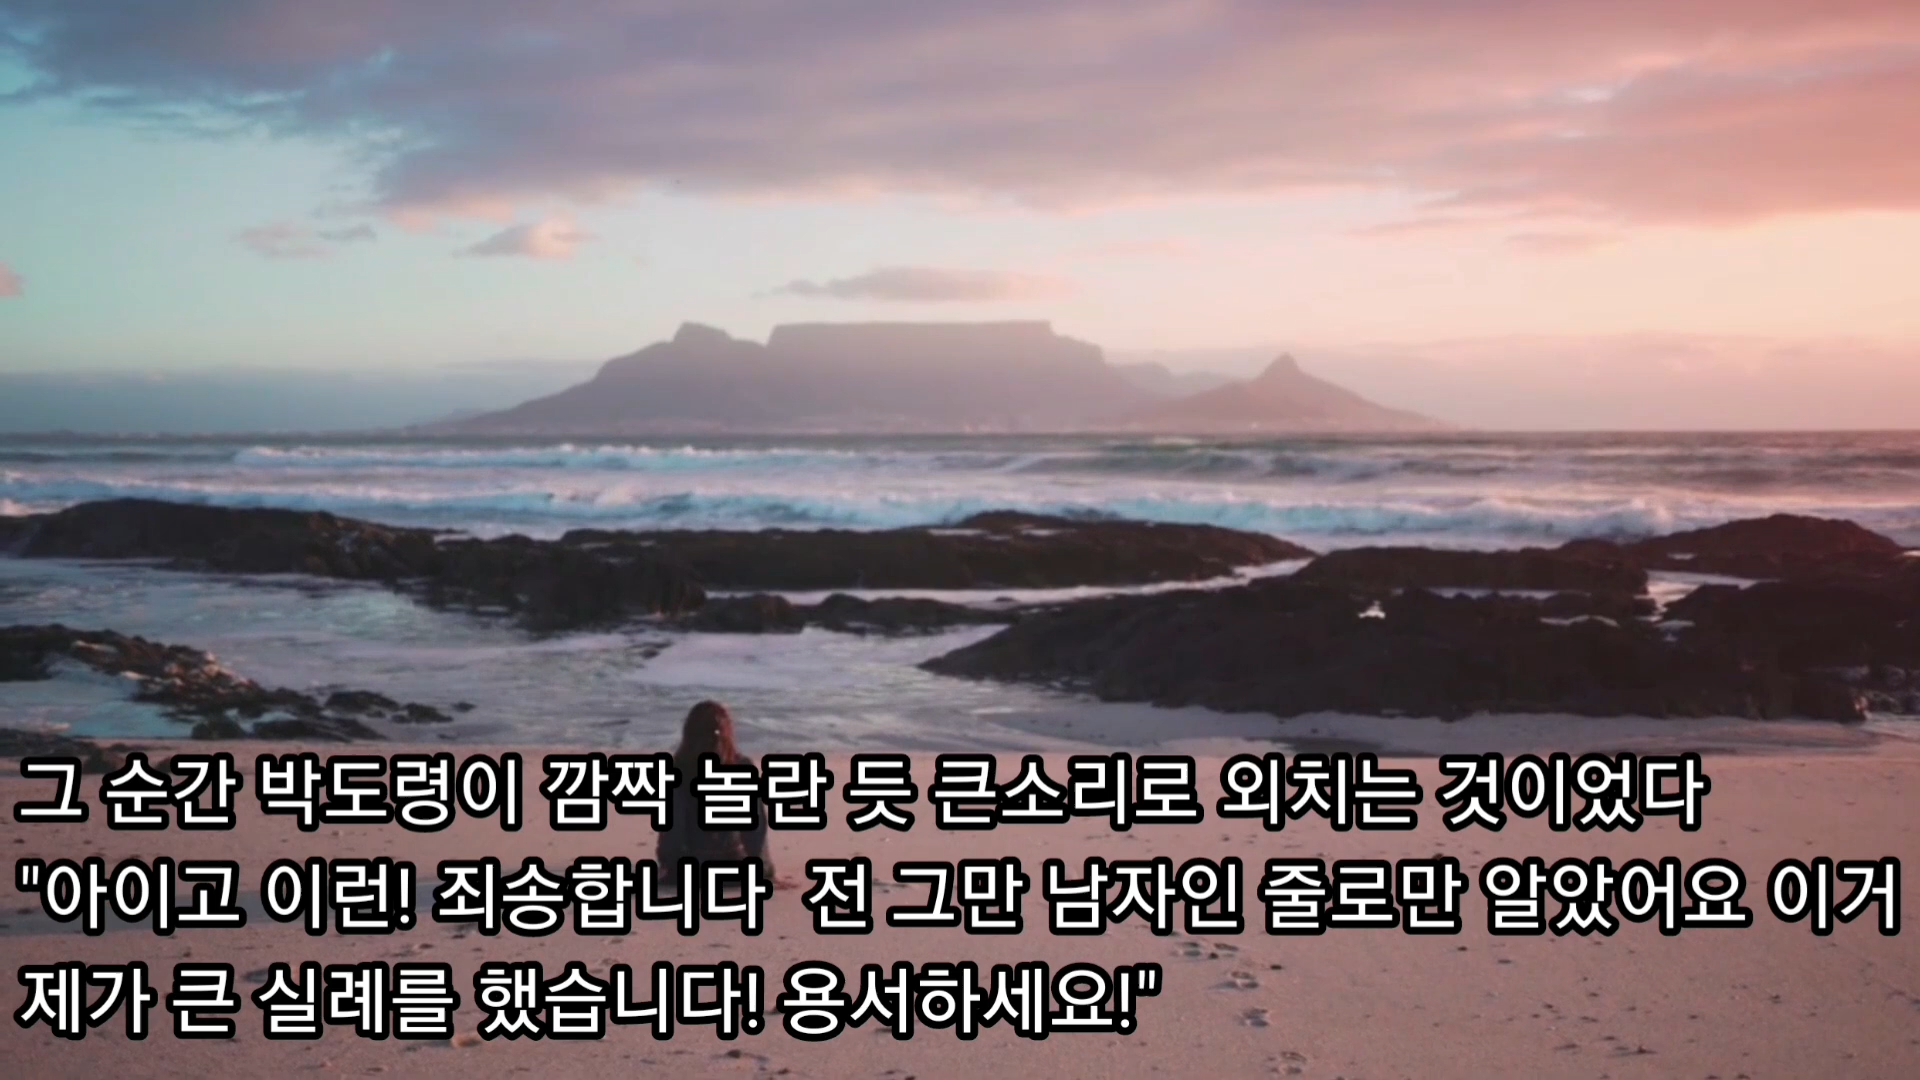 그 순간 박도령이 깜짝 놀란 듯 큰소리로 외치는 것이었다
"아이고 이런! 죄송합니다  전 그만 남자인 줄로만 알았어요 이거
제가 큰 실례를 했습니다! 용서하세요!"